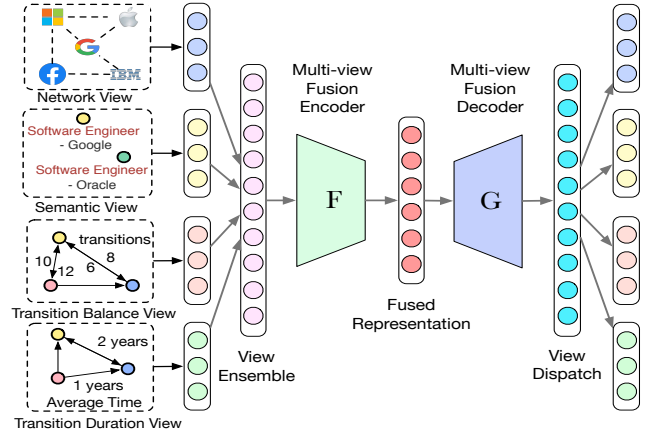 G
f
IBM
Network View
Software Engineer
- Google
Software Engineer
- Oracle
Semantic View
transitions
10
12
6
8
Transition Balance View
2 years
1 years
Average Time
Transition Duration View
View
Ensemble
Multi-view
Fusion
Encoder
F
Fused
Representation
Multi-view
Fusion
Decoder
G
View
Dispatch